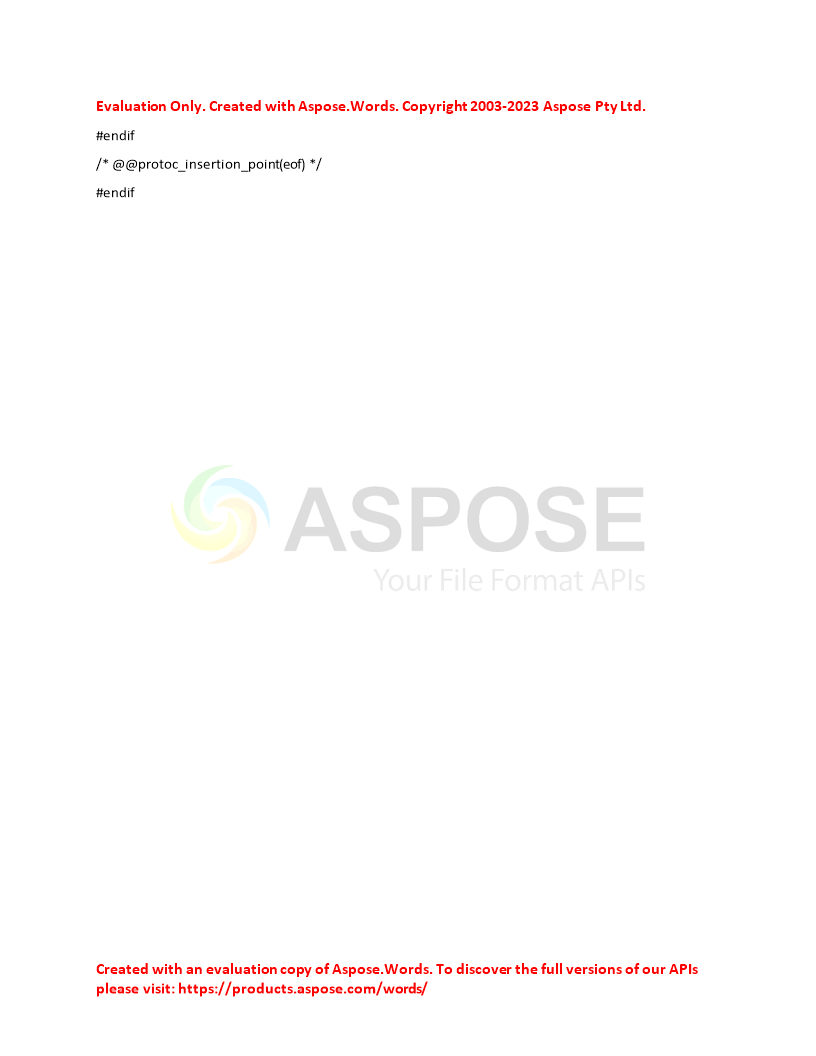 Evaluation Only. Created with Aspose.Words. Copyright 2003-2023 Aspose Pty Ltd.
#endif
/* @@protoc_insertion_point(eof) */
#endif
ASPOSE
Your File Format APIs
Created with an evaluation copy of Aspose.Words. To discover the full versions of our APIs
please visit: https://products.aspose.com/words/